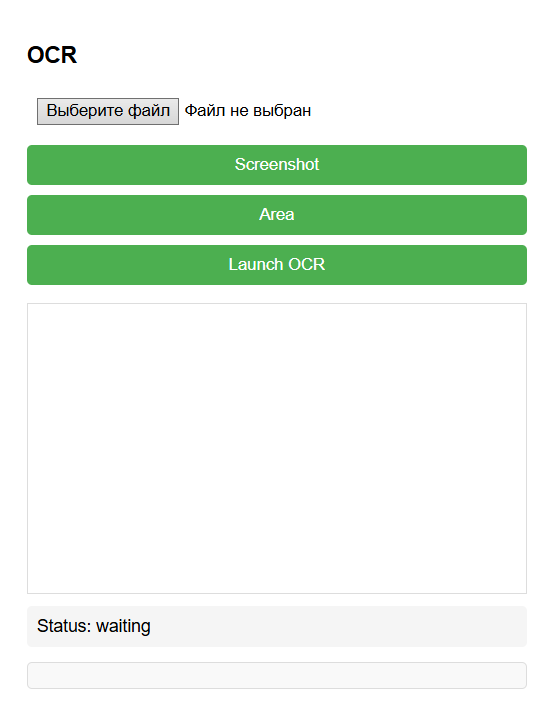 OCR
Выберите файл Файл не выбран
Screenshot
Area
Launch OCR
Status: waiting